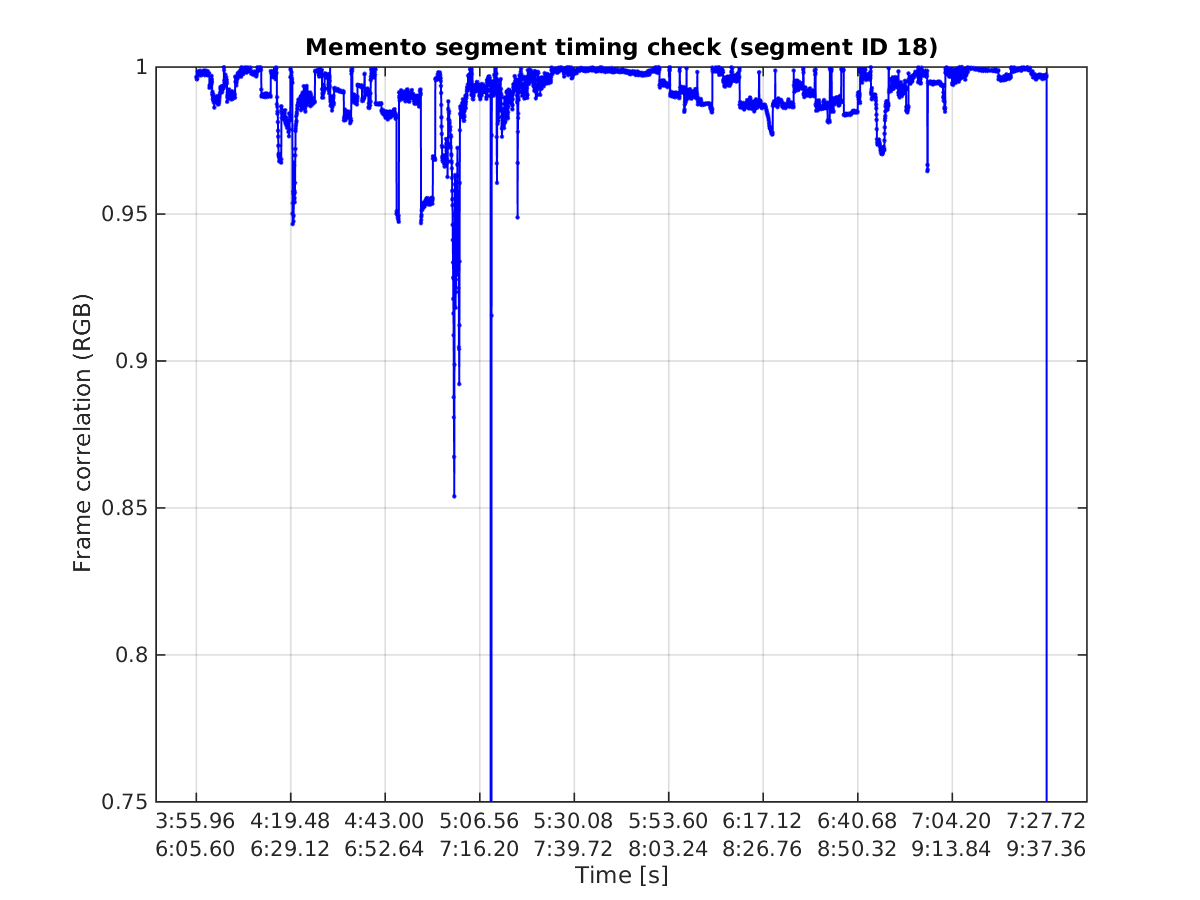 Memento segment timing check (segment ID 18)
Frame correlation (RGB)
1
0.95
0.9
0.85
0.8
0.75
3:55.96 4:19.48 4:43.00 5:06.56 5:30.08 5:53.60 6:17.12 6:40.68 7:04.20 7:27.72
6:05.60 6:29.12 6:52.64 7:16.20 7:39.72 8:03.24 8:26.76 8:50.32 9:13.84 9:37.36
Time [s]